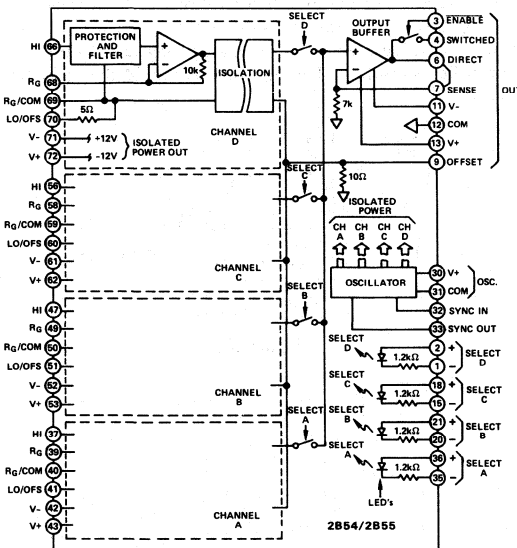 SELECT
D
OUTPUT
BUFFER
3 ENABLE
4 SWITCHED
6 DIRECT
7 SENSE
11 V-
12 COM
13 V+
9 OFFSET
OUT
7k
10Ω
PROTECTION
AND
FILTER
10k
ISOLATION
CHANNEL
D
HI 66
RG 68
RG/COM 69
LO/OFS 70
5Ω
V- 71 +12V
V+ 72 -12V
ISOLATED
POWER OUT
SELECT
C
HI 56
RG 58
RG/COM 59
LO/OFS 60
V- 61
V+ 62
CHANNEL
C
ISOLATED
POWER
CH A
CH B
CH C
CH D
OSCILLATOR
30 V+
31 COM
OSC.
32 SYNC IN
33 SYNC OUT
SELECT
B
HI 47
RG 49
RG/COM 50
LO/OFS 51
V- 52
V+ 53
CHANNEL
B
SELECT
D
1.2kΩ
2 +
1 -
SELECT
D
SELECT
C
1.2kΩ
18 +
15 -
SELECT
C
SELECT
B
1.2kΩ
21 +
20 -
SELECT
B
SELECT
A
1.2kΩ
36 +
35 -
SELECT
A
LED's
SELECT
A
HI 37
RG 39
RG/COM 40
LO/OFS 41
V- 42
V+ 43
CHANNEL
A
2B54/2B55